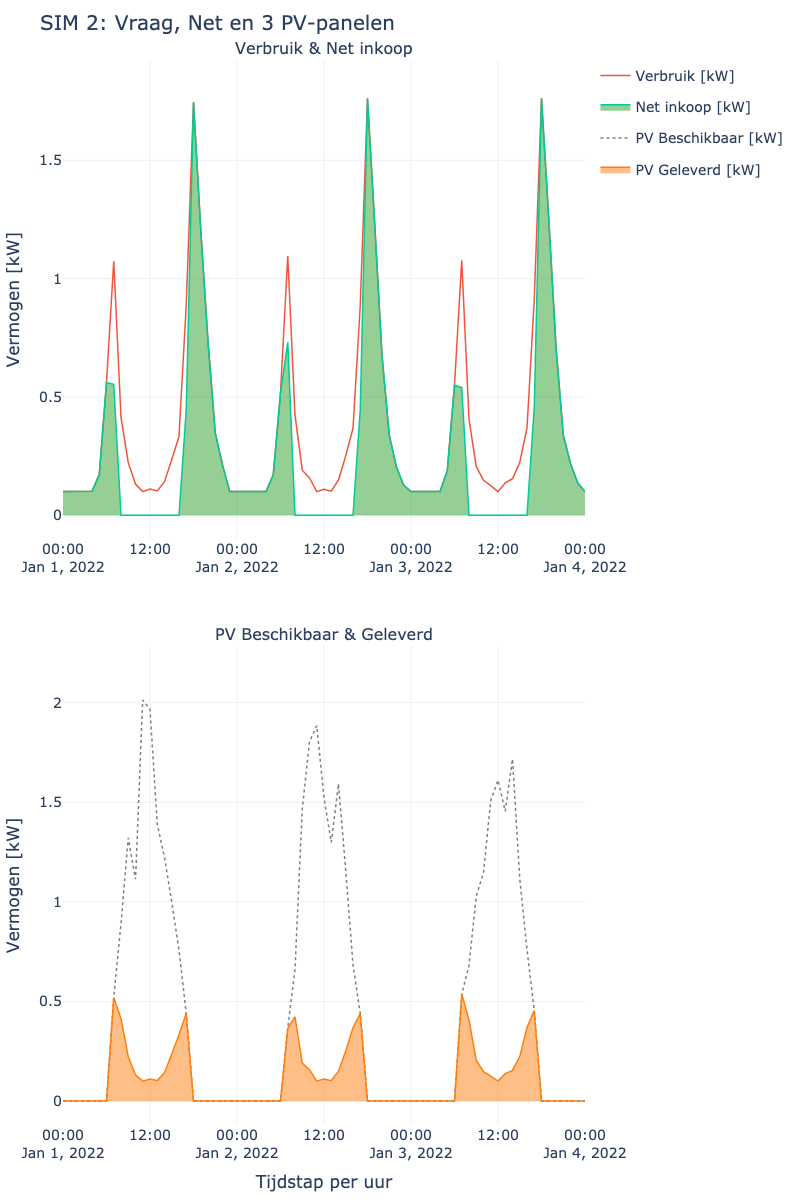 SIM 2: Vraag, Net en 3 PV-panelen
Verbruik & Net inkoop
Verbruik [kW]
Net inkoop [kW]
PV Beschikbaar [kW]
PV Geleverd [kW]
Vermogen [kW]
1.5
1
0.5
0
00:00 12:00 00:00 12:00 00:00 12:00 00:00
Jan 1, 2022 Jan 2, 2022 Jan 3, 2022 Jan 4, 2022
PV Beschikbaar & Geleverd
Vermogen [kW]
2
1.5
1
0.5
0
00:00 12:00 00:00 12:00 00:00 12:00 00:00
Jan 1, 2022 Jan 2, 2022 Jan 3, 2022 Jan 4, 2022
Tijdstap per uur